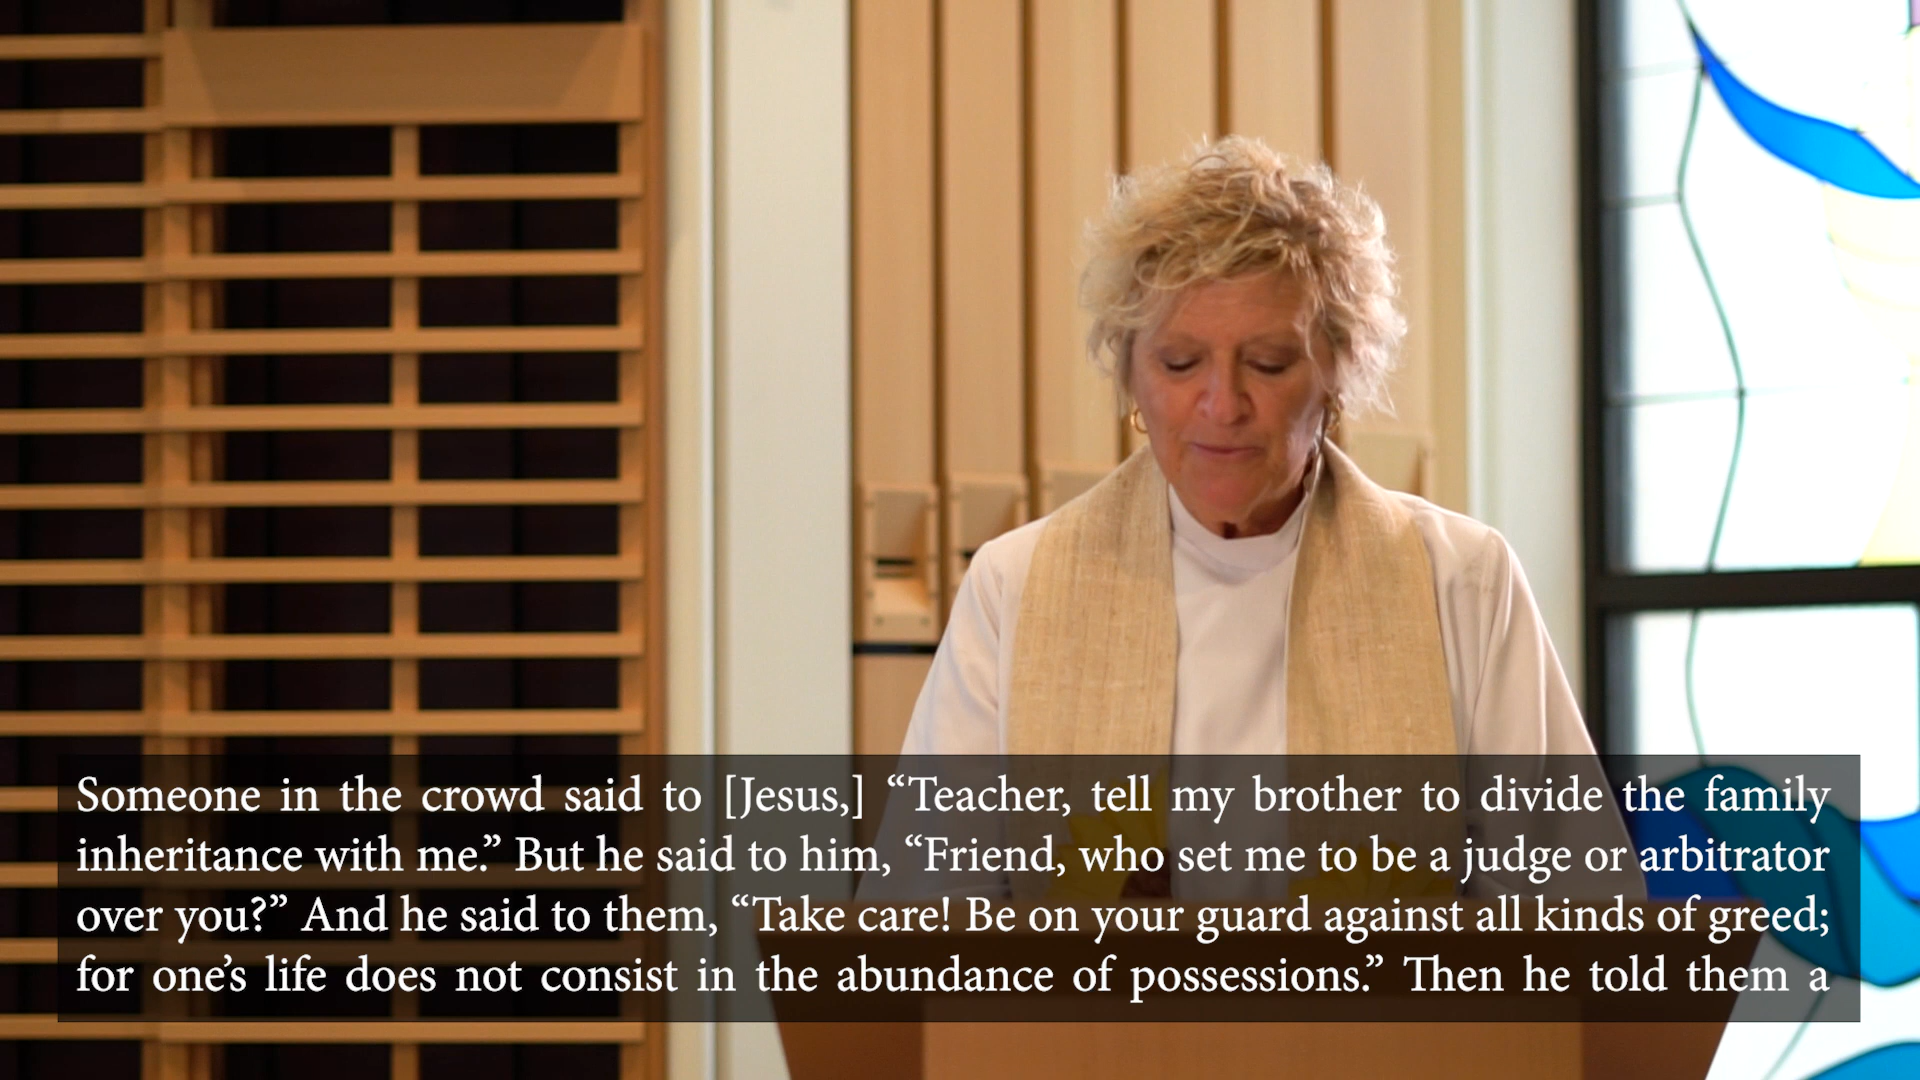 Someone in the crowd said to [Jesus,] “Teacher, tell my brother to divide the family
inheritance with me.” But he said to him, “Friend, who set me to be a judge or arbitrator
over you?” And he said to them, “Take care! Be on your guard against all kinds of greed;
for one’s life does not consist in the abundance of possessions.” Then he told them a